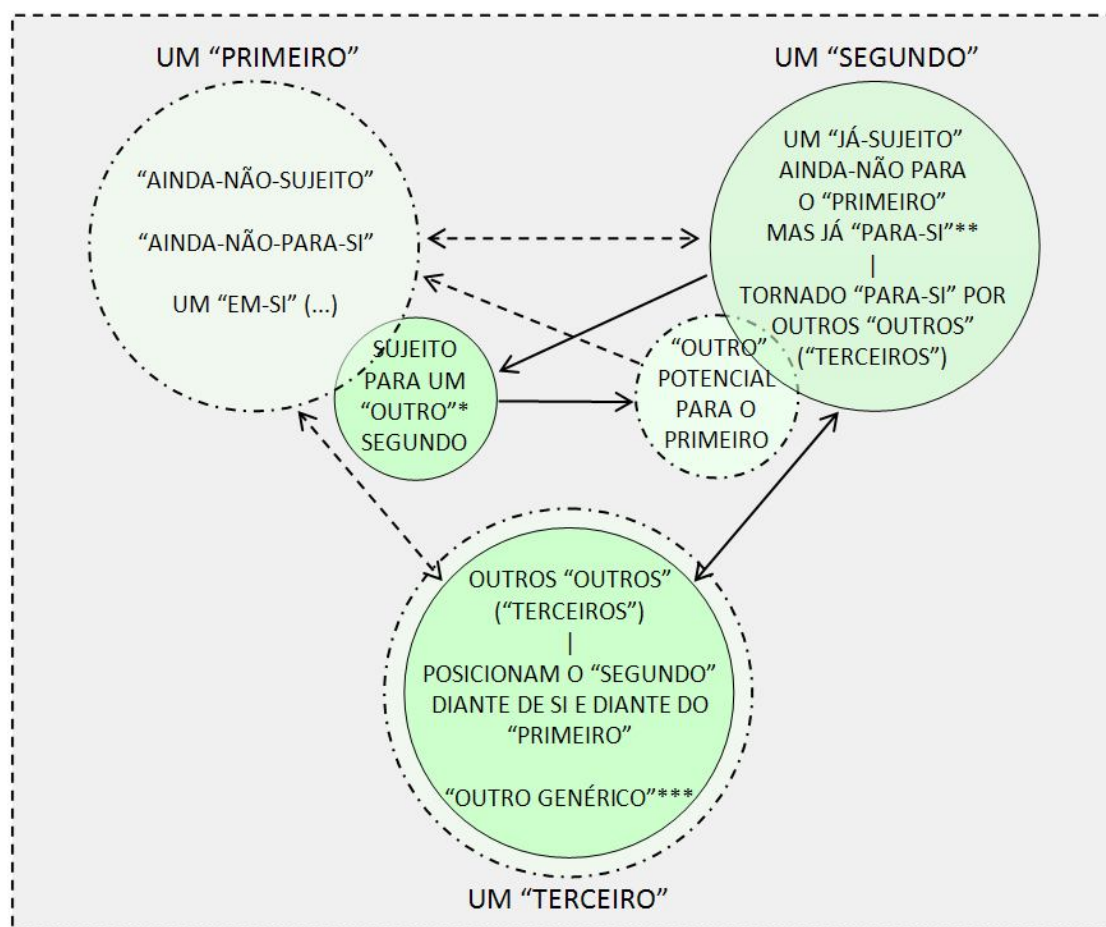 UM “PRIMEIRO”
“AINDA-NÃO-SUJEITO”
“AINDA-NÃO-PARA-SI”
UM “EM-SI” (...)
SUJEITO
PARA UM
“OUTRO”*
SEGUNDO
UM “SEGUNDO”
UM “JÁ-SUJEITO”
AINDA-NÃO PARA
O “PRIMEIRO”
MAS JÁ “PARA-SI”**
|
TORNADO “PARA-SI” POR
OUTROS “OUTROS”
(“TERCEIROS”)
“OUTRO”
POTENCIAL
PARA O
PRIMEIRO
OUTROS “OUTROS”
(“TERCEIROS”)
|
POSICIONAM O “SEGUNDO”
DIANTE DE SI E DIANTE DO
“PRIMEIRO”
“OUTRO GENÉRICO”***
UM “TERCEIRO”